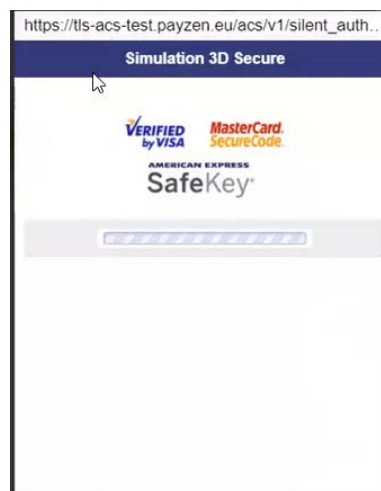 https://tls-acs-test.payzen.eu/acs/v1/silent_auth...
Simulation 3D Secure
VERIFIED
by VISA
MasterCard.
SecureCode.
AMERICAN EXPRESS
SafeKey